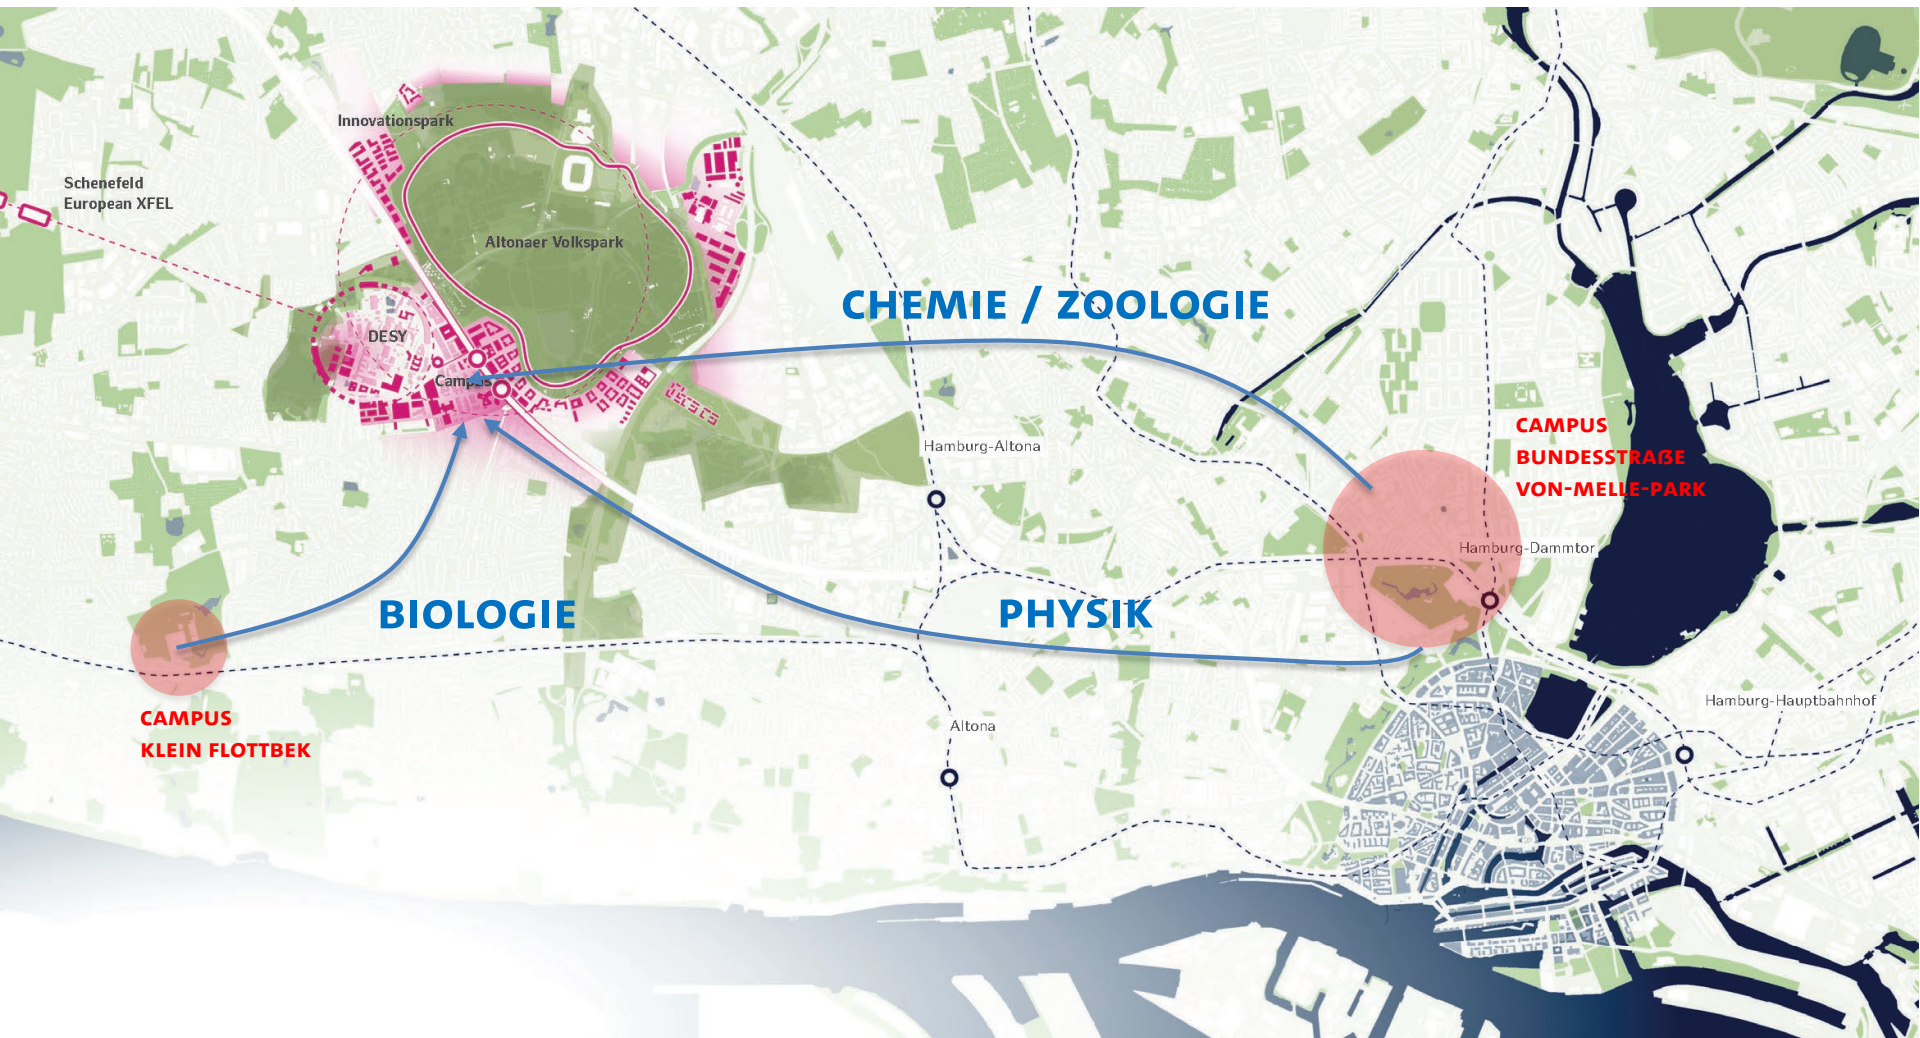 Innovationspark
Schenefeld
European XFEL
Altonaer Volkspark
CHEMIE / ZOOLOGIE
DESY
Campus
CAMPUS
BUNDESSTRAßE
VON-MELLE-PARK
Hamburg-Altona
Hamburg-Dammtor
BIOLOGIE
PHYSIK
CAMPUS
KLEIN FLOTTBEK
Hamburg-Hauptbahnhof
Altona